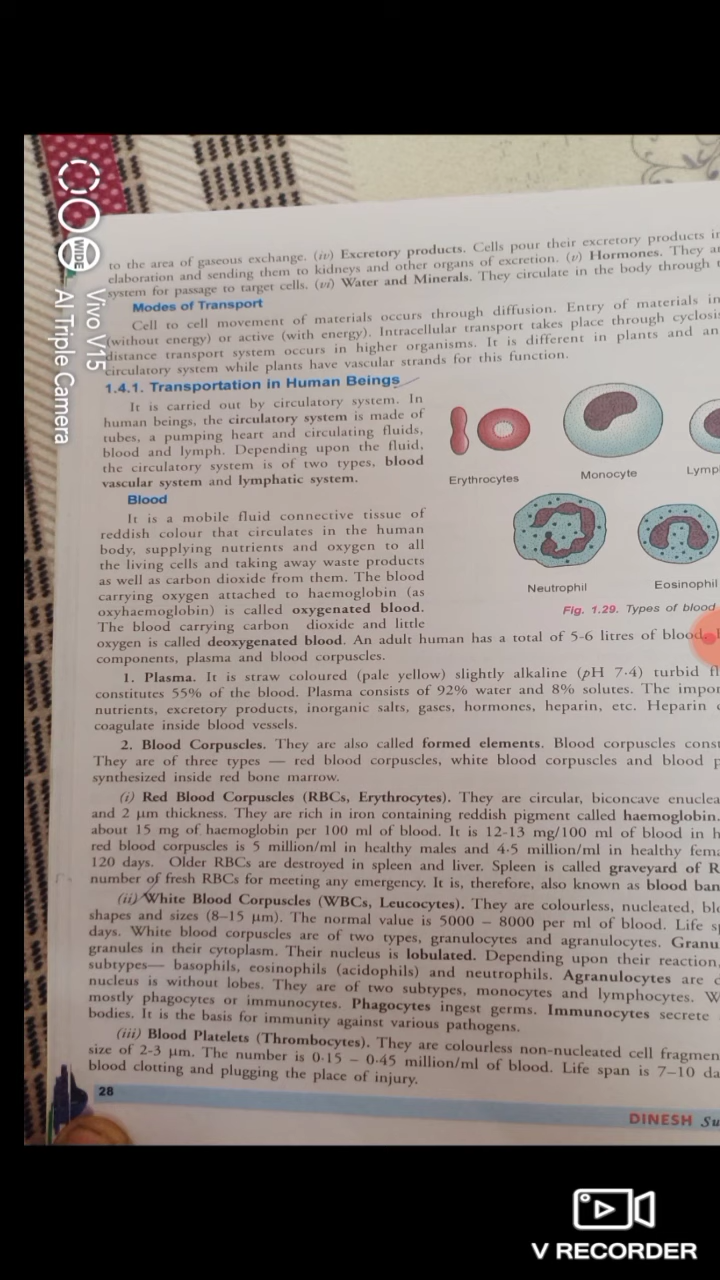 to the area of gaseous exchange. (iv) Excretory products. Cells pour their excretory products
elaboration and sending them to kidneys and other organs of excretion. (v) Hormones. They
system for passage to target cells. (vi) Water and Minerals. They circulate in the body through
Modes of Transport
Cell to cell movement of materials occurs through diffusion. Entry of materials
(without energy) or active (with energy). Intracellular transport takes place through
distance transport system occurs in higher organisms. It is different in plants and
circulatory system while plants have vascular strands for this function.
1.4.1. Transportation in Human Beings
It is carried out by circulatory system. In
human beings, the circulatory system is made of
tubes, a pumping heart and circulating fluids,
blood and lymph. Depending upon the fluid,
the circulatory system is of two types, blood
vascular system and lymphatic system.
Erythrocytes
Monocyte
Lymp
Blood
It is a mobile fluid connective tissue of
reddish colour that circulates in the human
body, supplying nutrients and oxygen to all
the living cells and taking away waste products
as well as carbon dioxide from them. The blood
carrying oxygen attached to haemoglobin (as
oxyhaemoglobin) is called oxygenated blood.
The blood carrying carbon dioxide and little
Neutrophil
Eosinophil
Fig. 1.29. Types of blood
oxygen is called deoxygenated blood. An adult human has a total of 5-6 litres of blood.
components, plasma and blood corpuscles.
1. Plasma. It is straw coloured (pale yellow) slightly alkaline (pH 7·4) turbid fl
constitutes 55% of the blood. Plasma consists of 92% water and 8% solutes. The impor
nutrients, excretory products, inorganic salts, gases, hormones, heparin, etc. Heparin
coagulate inside blood vessels.
2. Blood Corpuscles. They are also called formed elements. Blood corpuscles cons
They are of three types — red blood corpuscles, white blood corpuscles and blood p
synthesized inside red bone marrow.
(i) Red Blood Corpuscles (RBCs, Erythrocytes). They are circular, biconcave enuclea
and 2 μm thickness. They are rich in iron containing reddish pigment called haemoglobin.
about 15 mg of haemoglobin per 100 ml of blood. It is 12-13 mg/100 ml of blood in h
red blood corpuscles is 5 million/ml in healthy males and 4·5 million/ml in healthy fema
120 days. Older RBCs are destroyed in spleen and liver. Spleen is called graveyard of R
number of fresh RBCs for meeting any emergency. It is, therefore, also known as blood ban
(ii) White Blood Corpuscles (WBCs, Leucocytes). They are colourless, nucleated, blo
shapes and sizes (8–15 μm). The normal value is 5000 – 8000 per ml of blood. Life sp
days. White blood corpuscles are of two types, granulocytes and agranulocytes. Granu
granules in their cytoplasm. Their nucleus is lobulated. Depending upon their reaction,
subtypes— basophils, eosinophils (acidophils) and neutrophils. Agranulocytes are
nucleus is without lobes. They are of two subtypes, monocytes and lymphocytes. W
mostly phagocytes or immunocytes. Phagocytes ingest germs. Immunocytes secrete
bodies. It is the basis for immunity against various pathogens.
(iii) Blood Platelets (Thrombocytes). They are colourless non-nucleated cell fragmen
size of 2-3 μm. The number is 0·15 – 0·45 million/ml of blood. Life span is 7–10 da
blood clotting and plugging the place of injury.
28
DINESH Su
WIDE
Vivo V15
AI Triple Camera
V RECORDER